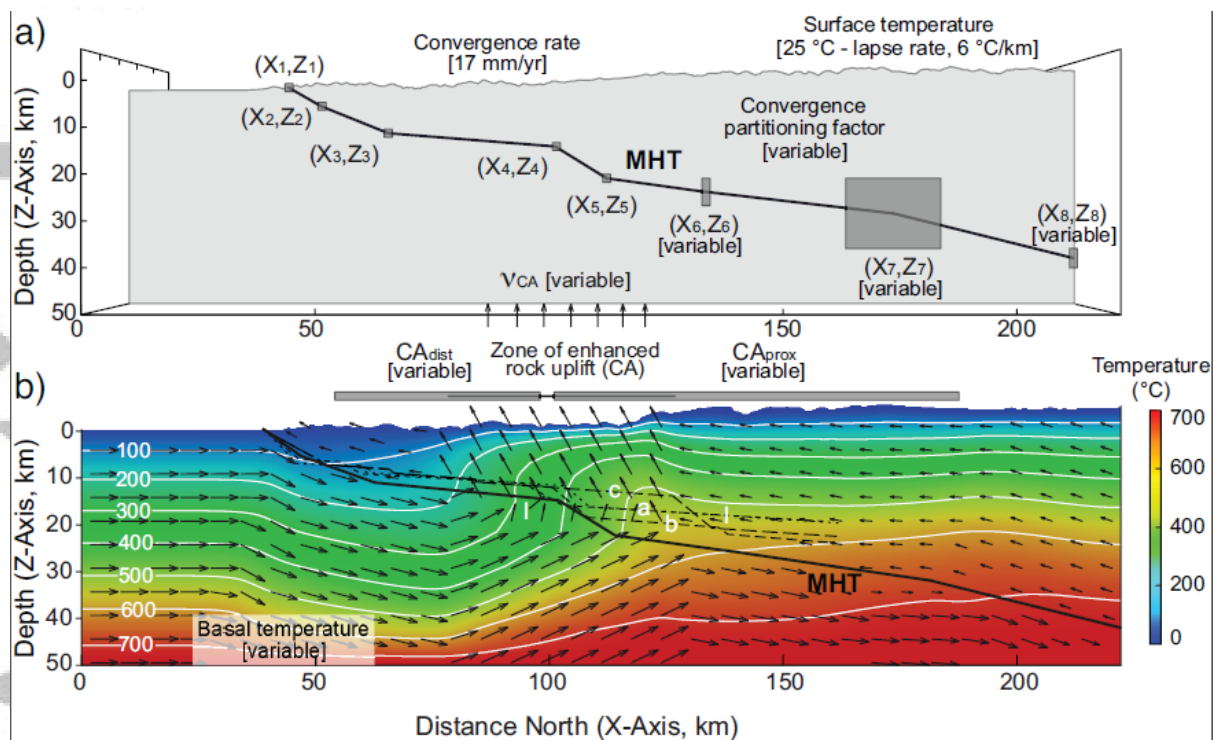 a)
Convergence rate
[17 mm/yr]
Surface temperature
[25 °C - lapse rate, 6 °C/km]
(X1,Z1)
(X2,Z2)
(X3,Z3)
(X4,Z4)
MHT
(X5,Z5)
Convergence
partitioning factor
[variable]
(X6,Z6)
[variable]
(X7,Z7)
[variable]
(X8,Z8)
[variable]
νCA [variable]
Depth (Z-Axis, km)
0
10
20
30
40
50
0
50
150
200
CAdist
[variable]
Zone of enhanced
rock uplift (CA)
CAprox
[variable]
Temperature
(°C)
700
600
400
200
0
b)
Depth (Z-Axis, km)
0
10
20
30
40
50
100
200
300
400
500
600
700
l
c
a
b
l
MHT
Basal temperature
[variable]
0
50
100
150
200
Distance North (X-Axis, km)